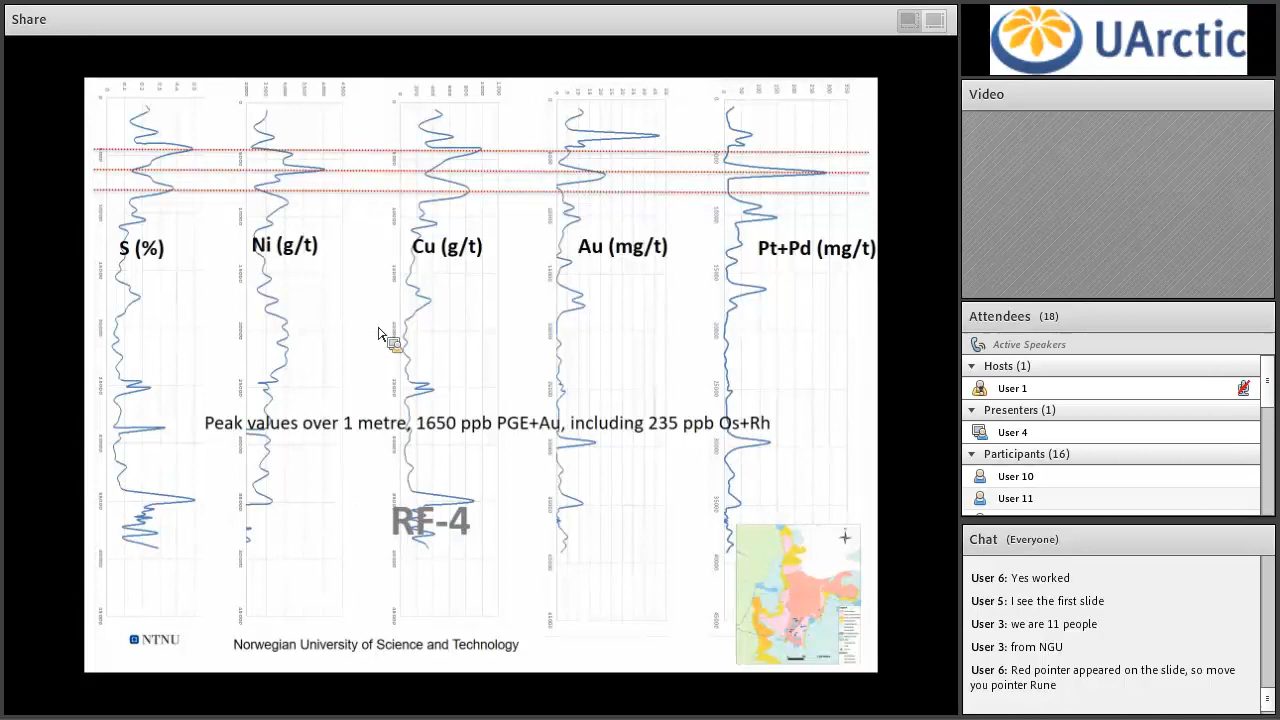 Share
S (%)
Ni (g/t)
Cu (g/t)
Au (mg/t)
Pt+Pd (mg/t)
Peak values over 1 metre, 1650 ppb PGE+Au, including 235 ppb Os+Rh
RF-4
NTNU
Norwegian University of Science and Technology
UArctic
Video
Attendees (18)
Active Speakers
Hosts (1)
User 1
Presenters (1)
User 4
Participants (16)
User 10
User 11
Chat (Everyone)
User 6: Yes worked
User 5: I see the first slide
User 3: us are 11 people
User 3: from NGU
User 6: Red pointer appeared on the slide, so move
you pointer Rune